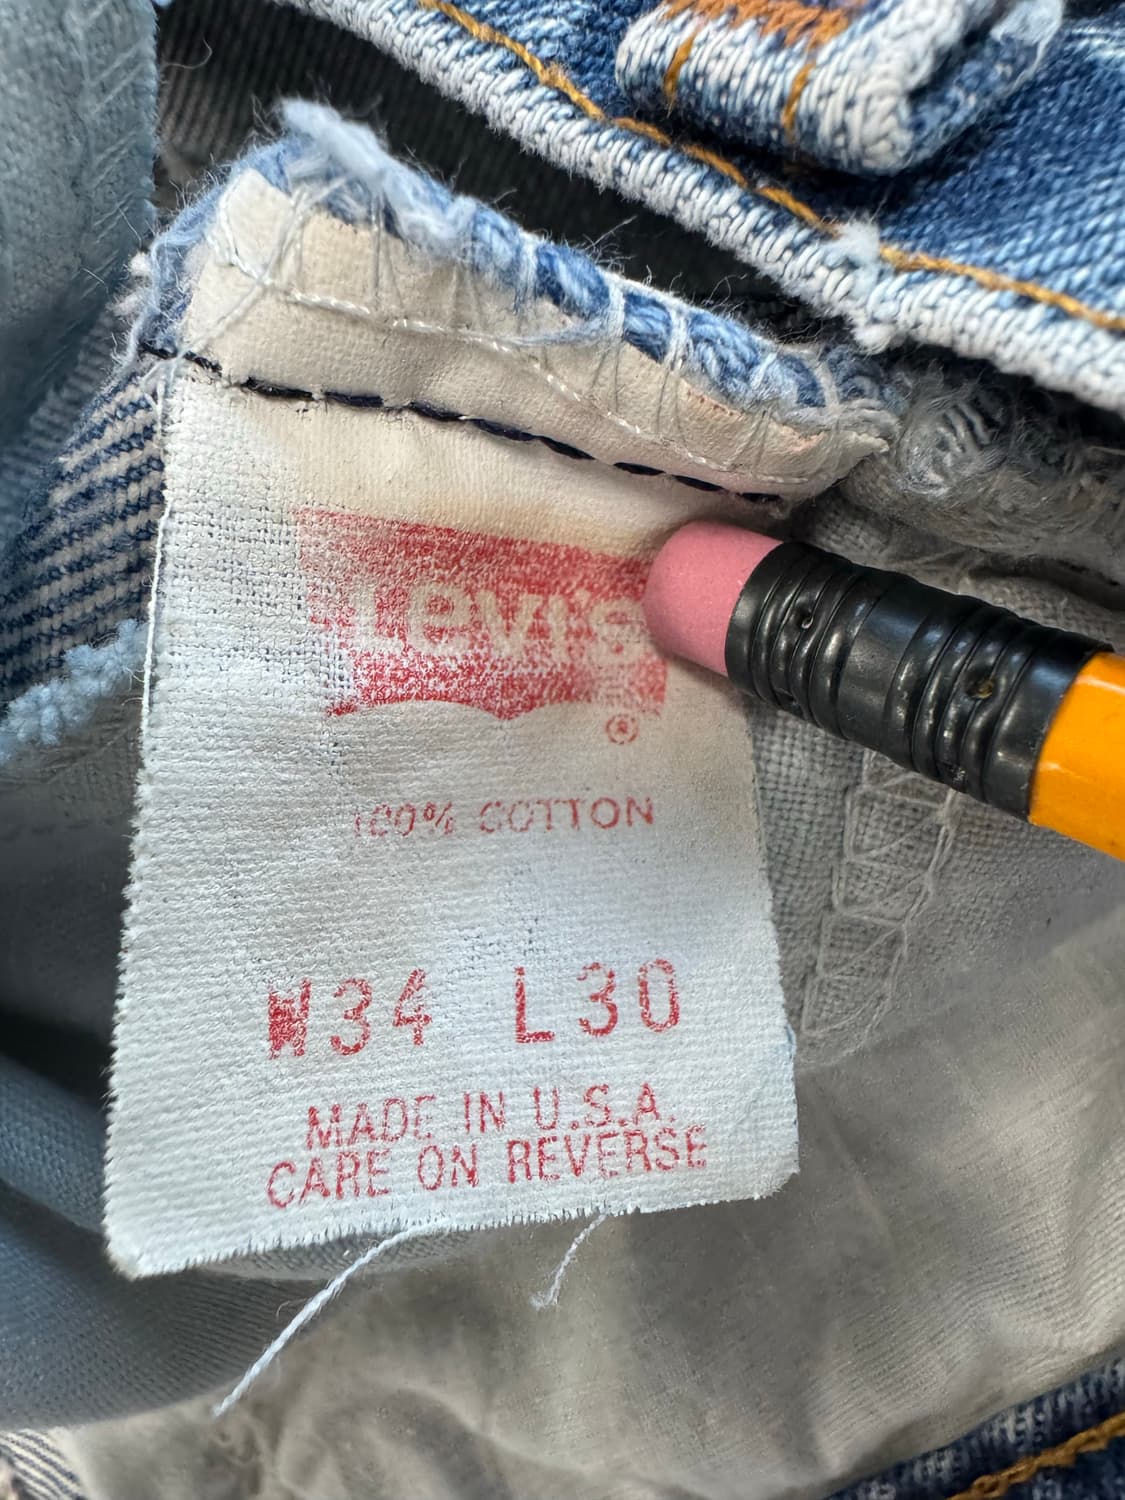 Levi's
®
100% COTTON
W34 L30
MADE IN U.S.A.
CARE ON REVERSE